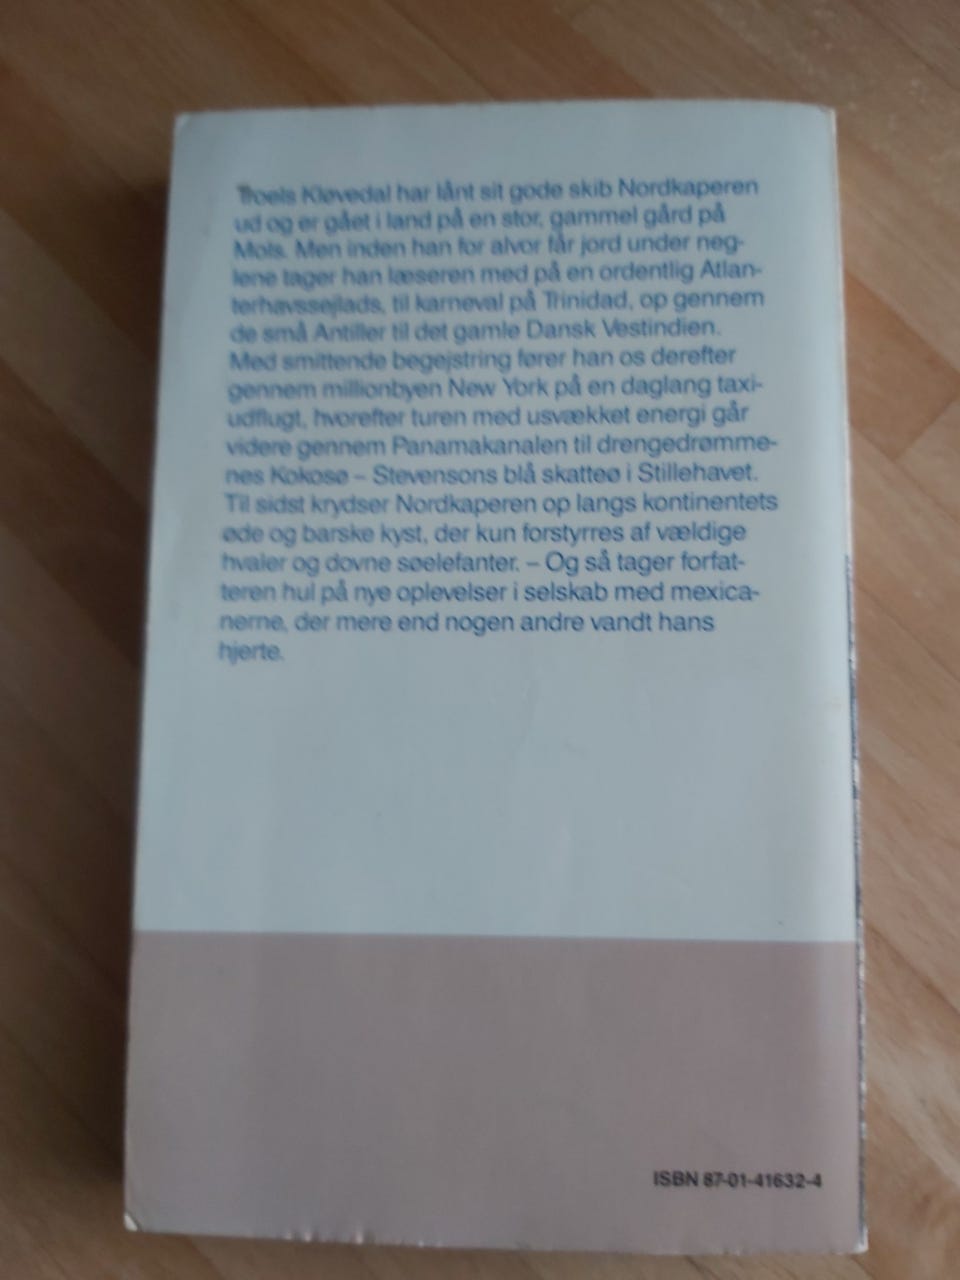 Troels Kløvedal har lånt sit gode skib Nordkaperen
ud og er gået i land på en stor, gammel gård på
Mols. Men inden han for alvor får jord under neg-
lene tager han læseren med på en ordentlig Atlan-
terhavssejlads, til karneval på Trinidad, op gennem
de små Antiller til det gamle Dansk Vestindien.
Med smittende begejstring fører han os derefter
gennem millionbyen New York på en daglang taxi-
udflugt, hvorefter turen med usvækket energi går
videre gennem Panamakanalen til drengedrømme-
nes Kokosø – Stevensons blå skatteø i Stillehavet.
Til sidst krydser Nordkaperen op langs kontinentets
øde og barske kyst, der kun forstyrres af vældige
hvaler og dovne søelefanter. – Og så tager forfat-
teren hul på nye oplevelser i selskab med mexica-
nerne, der mere end nogen andre vandt hans
hjerte.
ISBN 87-01-41632-4